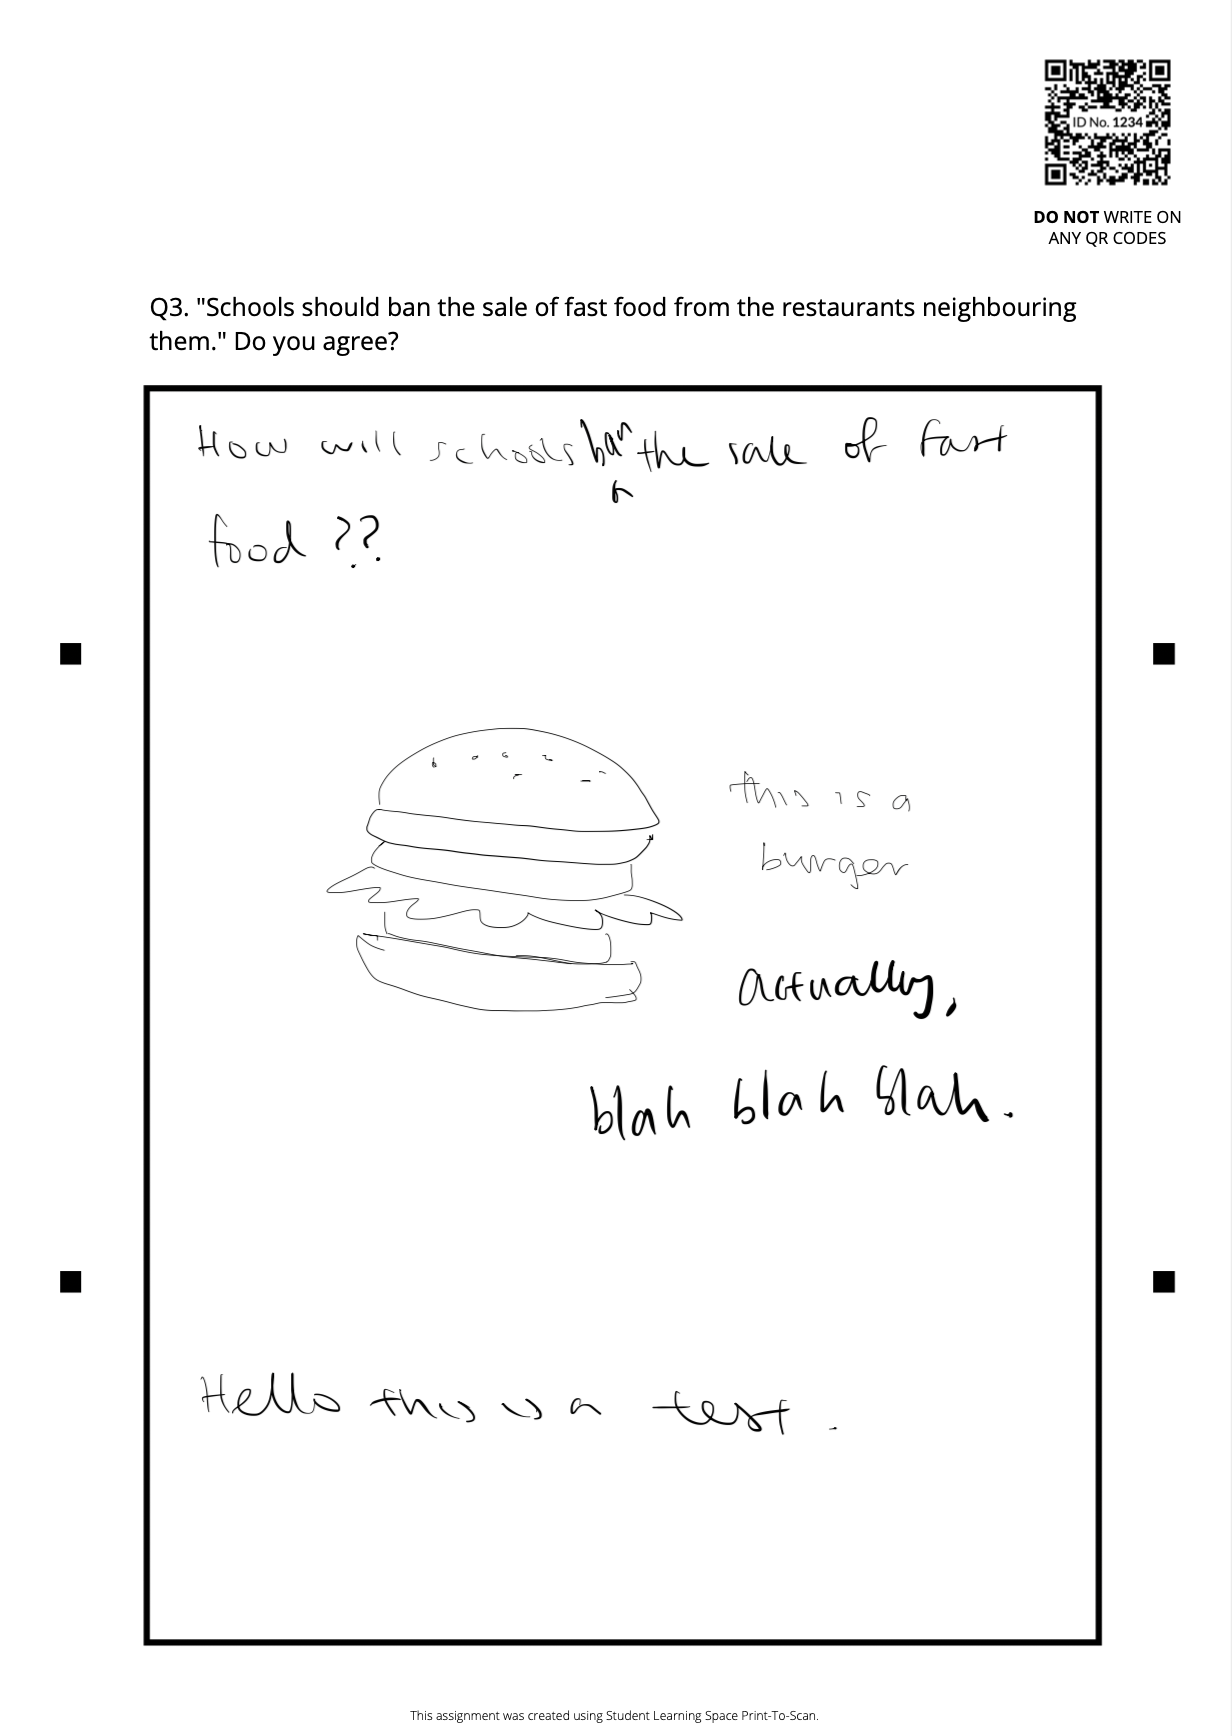 ID No. 1234
DO NOT WRITE ON
ANY QR CODES
Q3. "Schools should ban the sale of fast food from the restaurants neighbouring
them." Do you agree?
How will schools ban the sale of fast
food ??
this is a
burger
Actually,
blah blah blah.
Hello this is a test.
This assignment was created using Student Learning Space Print-To-Scan.